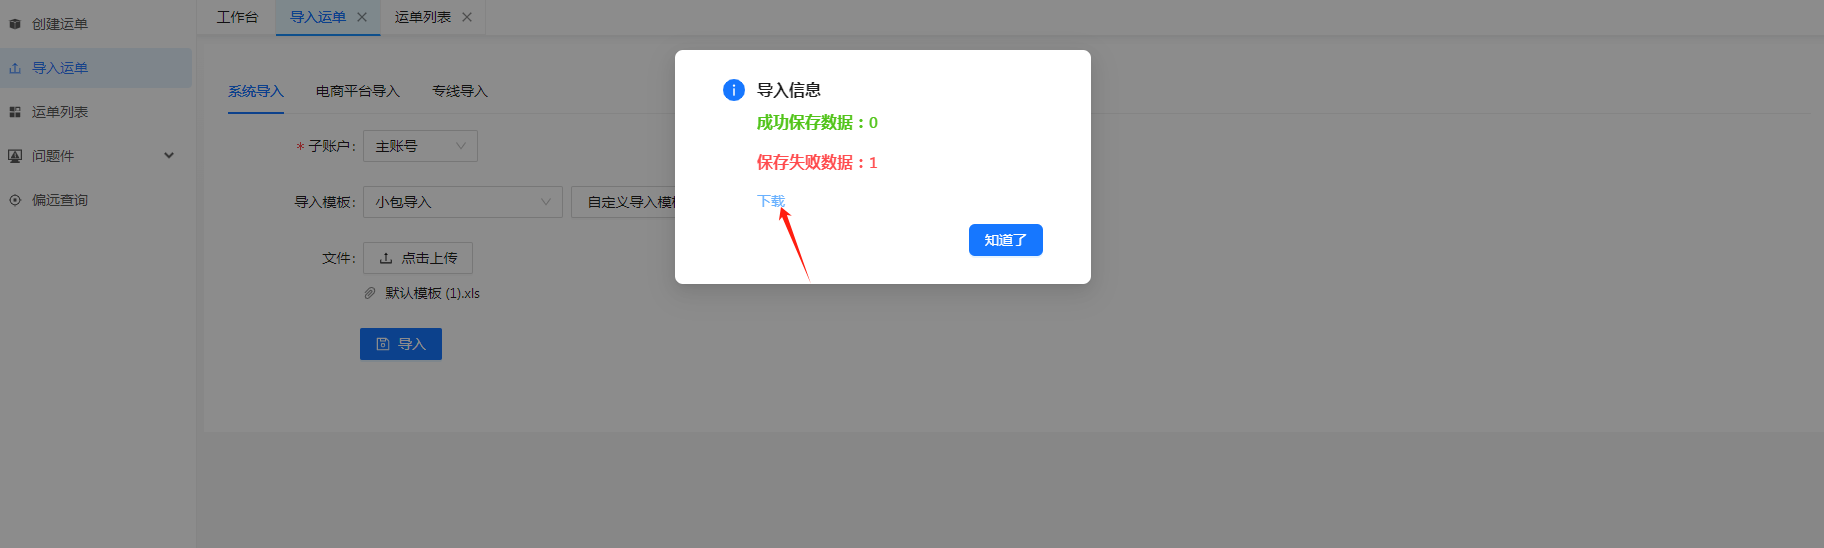 创建运单
导入运单
运单列表
问题件
偏远查询
工作台
导入运单
运单列表
系统导入
电商平台导入
专线导入
* 子账户:
主账号
导入模板:
小包导入
自定义导入模
文件:
点击上传
默认模板 (1).xls
导入
导入信息
成功保存数据：0
保存失败数据：1
下载
知道了